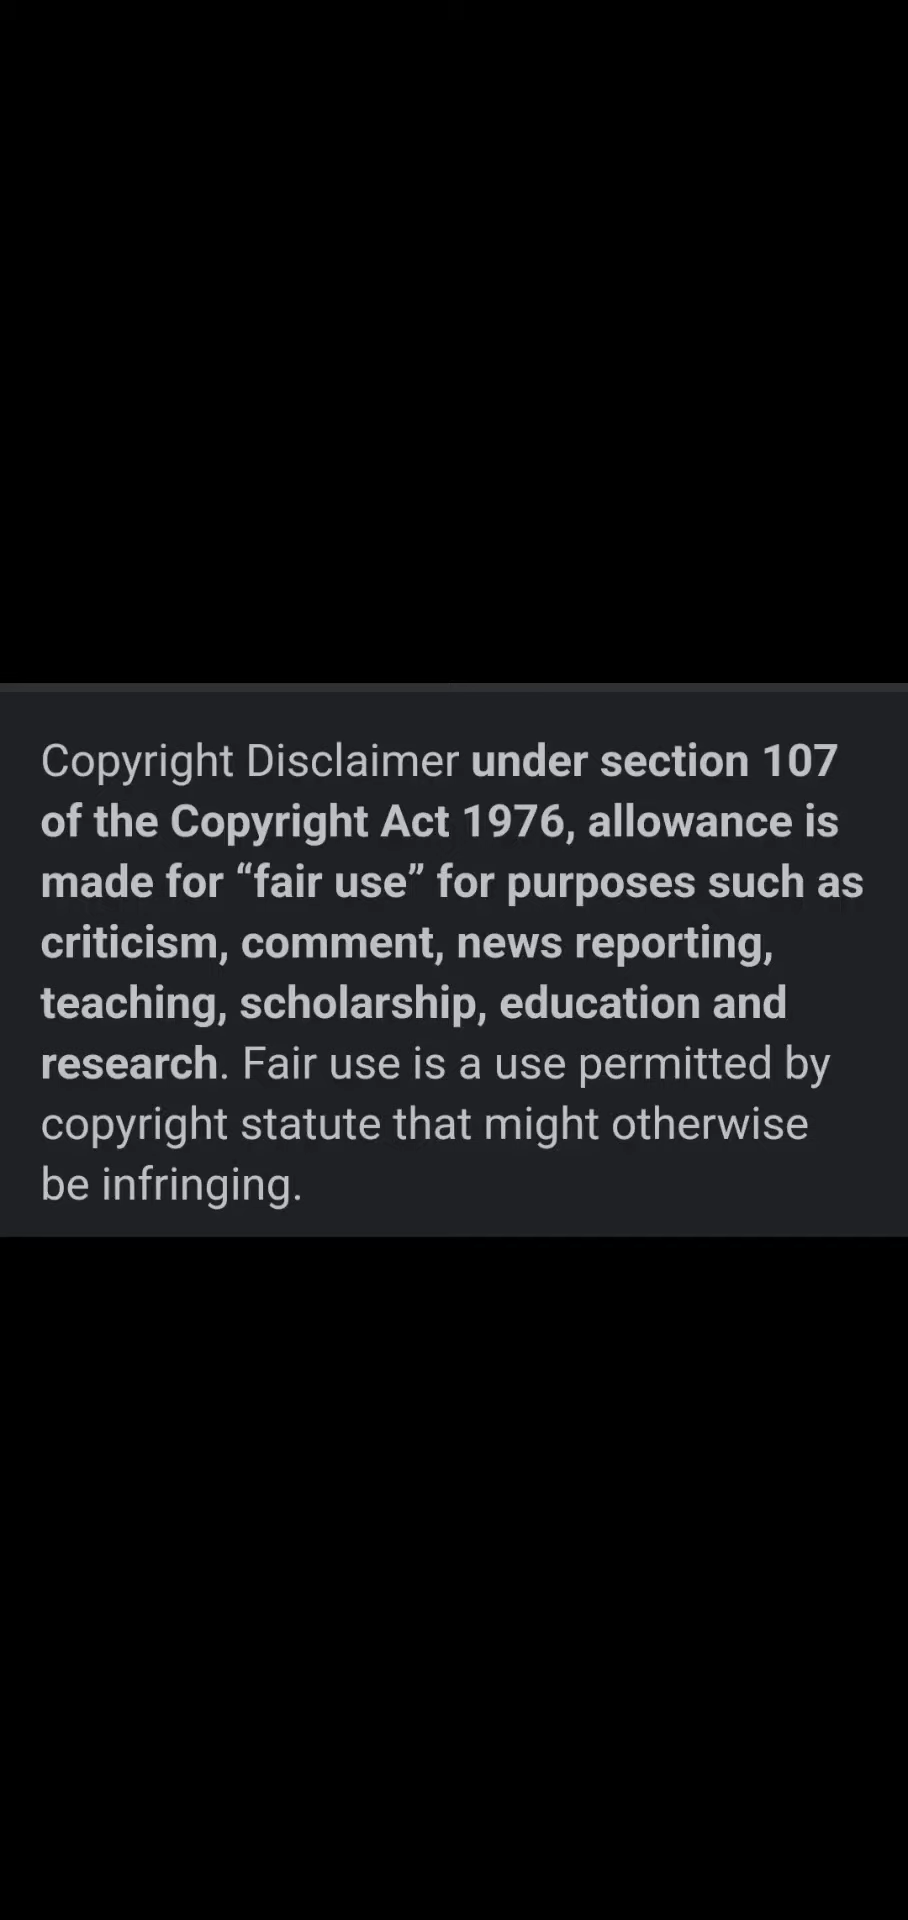 Copyright Disclaimer under section 107
of the Copyright Act 1976, allowance is
made for “fair use” for purposes such as
criticism, comment, news reporting,
teaching, scholarship, education and
research. Fair use is a use permitted by
copyright statute that might otherwise
be infringing.